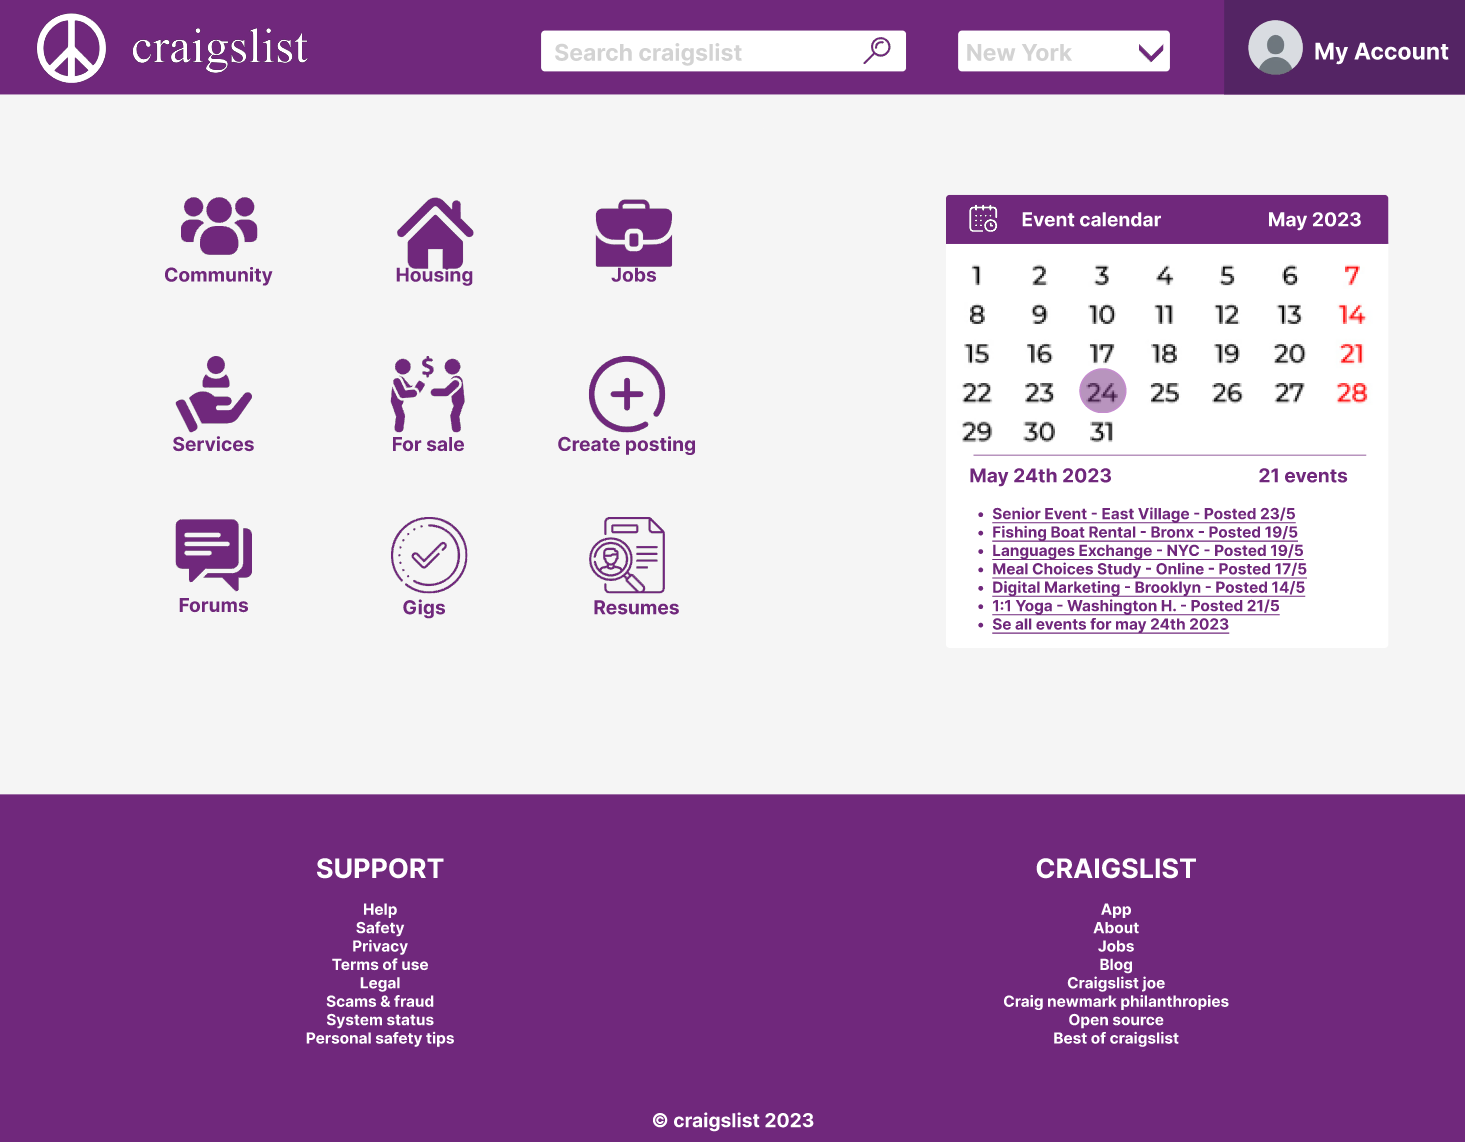 craigslist
Search craigslist
New York
My Account
Community
Housing
Jobs
Services
For sale
Create posting
Forums
Gigs
Resumes
Event calendar May 2023
1 2 3 4 5 6 7
8 9 10 11 12 13 14
15 16 17 18 19 20 21
22 23 24 25 26 27 28
29 30 31
May 24th 2023 21 events
• Senior Event - East Village - Posted 23/5
• Fishing Boat Rental - Bronx - Posted 19/5
• Languages Exchange - NYC - Posted 19/5
• Meal Choices Study - Online - Posted 17/5
• Digital Marketing - Brooklyn - Posted 14/5
• 1:1 Yoga - Washington H. - Posted 21/5
• Se all events for may 24th 2023
SUPPORT
Help
Safety
Privacy
Terms of use
Legal
Scams & fraud
System status
Personal safety tips
CRAIGSLIST
App
About
Jobs
Blog
Craigslist joe
Craig newmark philanthropies
Open source
Best of craigslist
© craigslist 2023